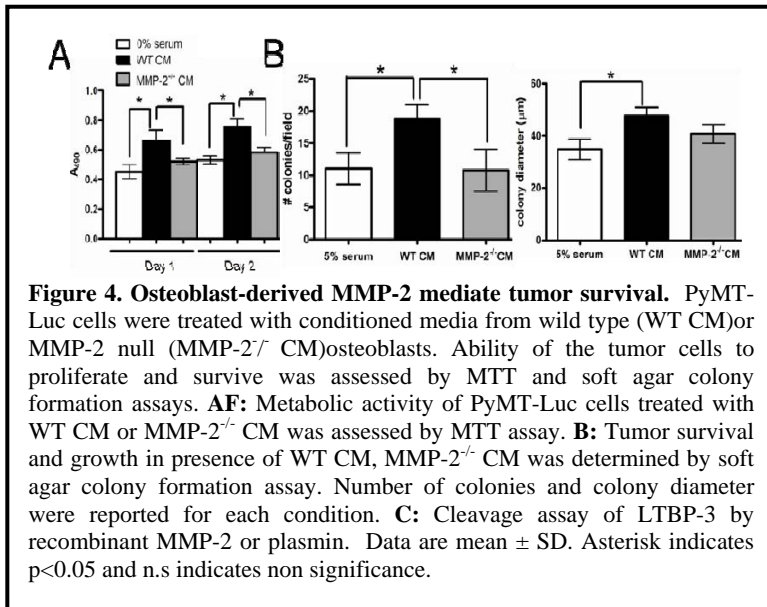 A
0% serum
WT CM
MMP-2-/- CM
* * * *
A490
1.0
0.8
0.6
0.4
0.2
0.0
Day 1 Day 2
B
* *
# colonies/field
25
20
15
10
5
0
5% serum WT CM MMP-2-/-CM
*
colony diameter (μm)
60
40
20
0
5% serum WT CM MMP-2-/-CM
Figure 4. Osteoblast-derived MMP-2 mediate tumor survival. PyMT-
Luc cells were treated with conditioned media from wild type (WT CM)or
MMP-2 null (MMP-2-/- CM)osteoblasts. Ability of the tumor cells to
proliferate and survive was assessed by MTT and soft agar colony
formation assays. AF: Metabolic activity of PyMT-Luc cells treated with
WT CM or MMP-2-/- CM was assessed by MTT assay. B: Tumor survival
and growth in presence of WT CM, MMP-2-/- CM was determined by soft
agar colony formation assay. Number of colonies and colony diameter
were reported for each condition. C: Cleavage assay of LTBP-3 by
recombinant MMP-2 or plasmin. Data are mean ± SD. Asterisk indicates
p<0.05 and n.s indicates non significance.